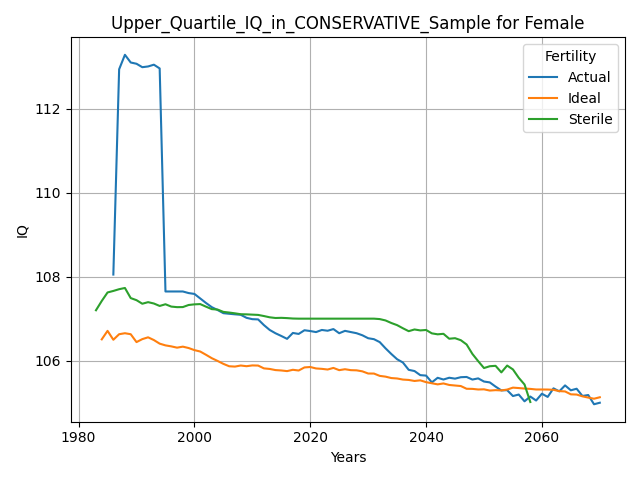 Upper_Quartile_IQ_in_CONSERVATIVE_Sample for Female
Fertility
Actual
Ideal
Sterile
112
110
108
106
IQ
1980
2000
2020
2040
2060
Years